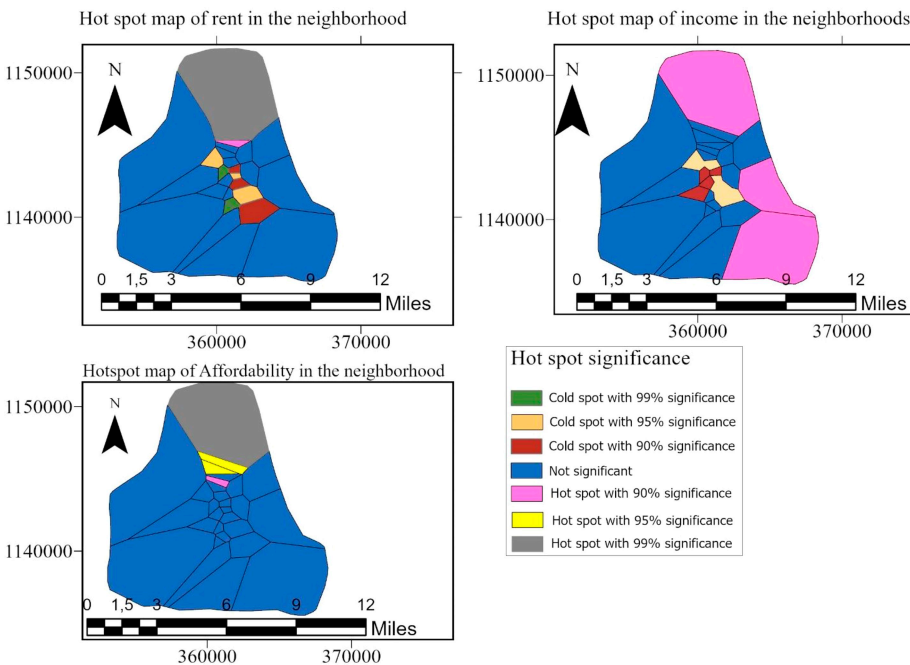 Hot spot map of rent in the neighborhood
N
1150000
1140000
0 1,5 3 6 9 12
Miles
360000 370000
Hot spot map of income in the neighborhoods
N
1150000
1140000
0 1,5 3 6 9 12
Miles
360000 370000
Hotspot map of Affordability in the neighborhood
N
1150000
1140000
0 1,5 3 6 9 12
Miles
360000 370000
Hot spot significance
Cold spot with 99% significance
Cold spot with 95% significance
Cold spot with 90% significance
Not significant
Hot spot with 90% significance
Hot spot with 95% significance
Hot spot with 99% significance